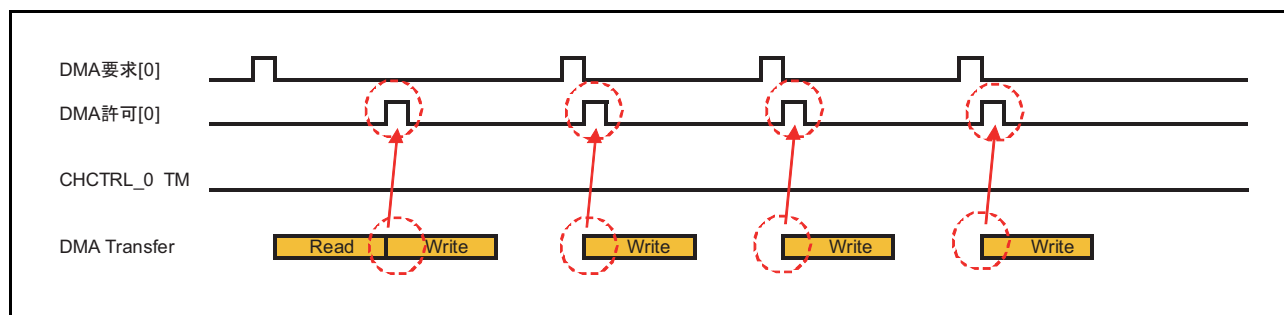 DMA要求[0]
DMA許可[0]
CHCTRL_0 TM
DMA Transfer Read Write Write Write Write